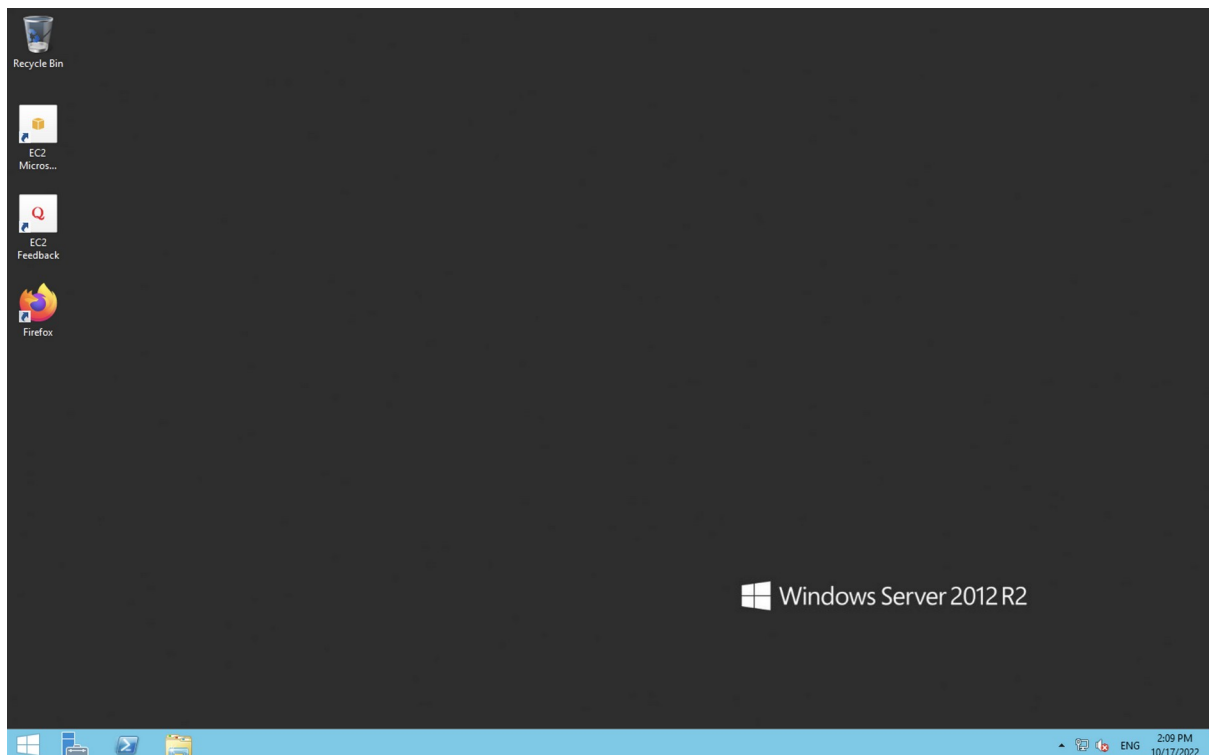 Recycle Bin
EC2
Micros...
Q
EC2
Feedback
Firefox
Windows Server 2012 R2
ENG
2:09 PM
10/17/2022